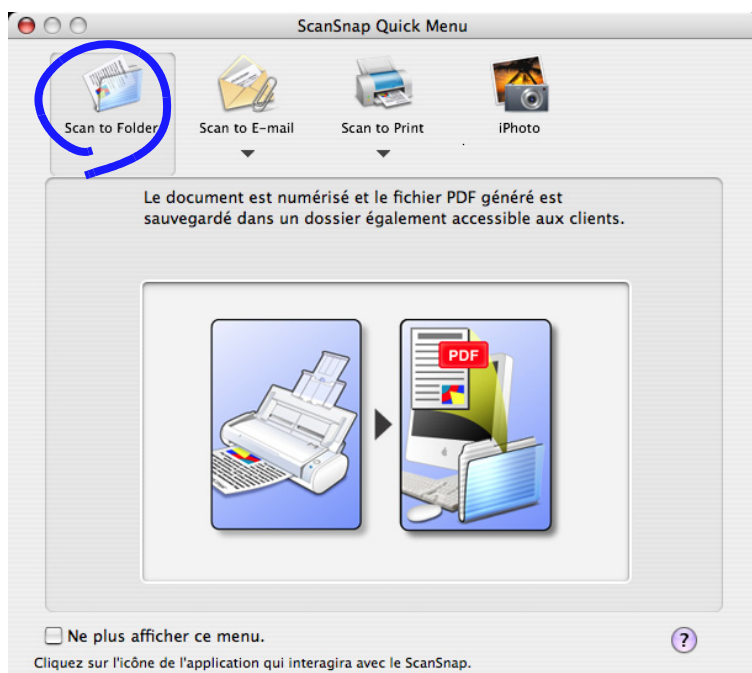 ScanSnap Quick Menu
Scan to Folder
Scan to E-mail
Scan to Print
iPhoto
Le document est numérisé et le fichier PDF généré est
sauvegardé dans un dossier également accessible aux clients.
PDF
Ne plus afficher ce menu.
?
Cliquez sur l'icône de l'application qui interagira avec le ScanSnap.